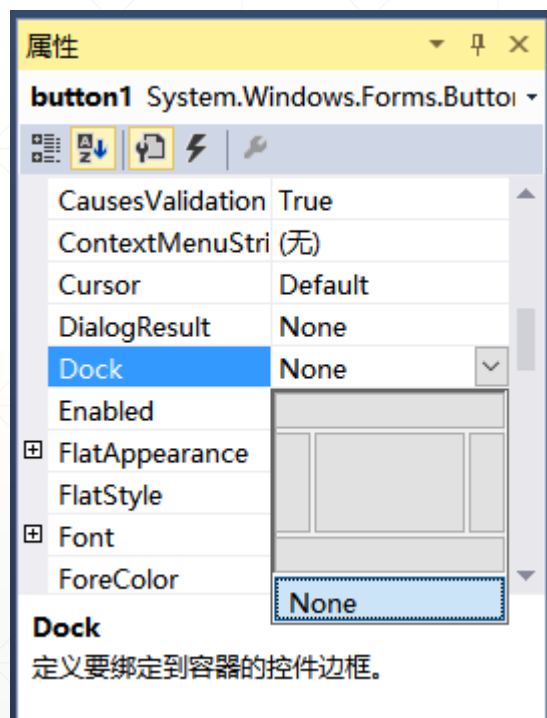 属性
button1 System.Windows.Forms.Butto
CausesValidation True
ContextMenuStri (无)
Cursor Default
DialogResult None
Dock None
Enabled
FlatAppearance
FlatStyle
Font
ForeColor
None
Dock
定义要绑定到容器的控件边框。